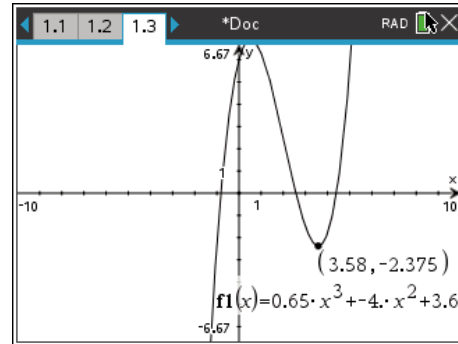 1.1 1.2 1.3 *Doc RAD
6.67 y
1
x
-10 1 10
(3.58,-2.375)
f1(x)=0.65·x³+-4.·x²+3.6
-6.67